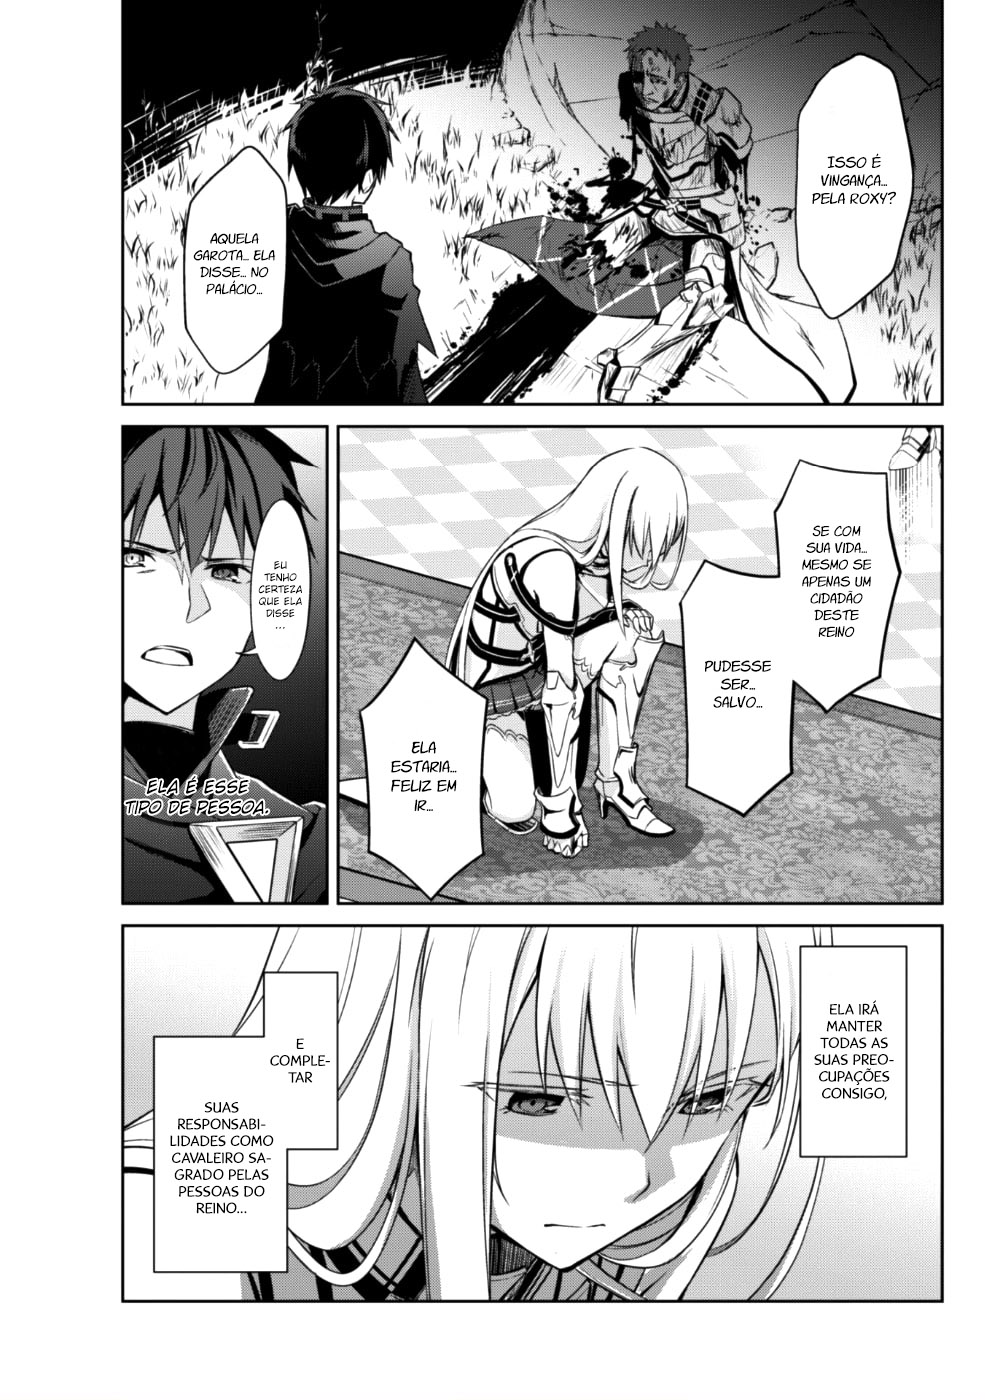 ISSO É
VINGANÇA...
PELA ROXY?
AQUELA
GAROTA... ELA
DISSE... NO
PALÁCIO...
SE COM
SUA VIDA...
MESMO SE
APENAS UM
CIDADÃO
DESTE
REINO
PUDESSE
SER...
SALVO...
ELA
ESTARIA...
FELIZ EM
IR...
EU
TENHO
CERTEZA
QUE ELA
DISSE
...
ELA É ESSE
TIPO DE PESSOA.
ELA IRÁ
MANTER
TODAS AS
SUAS PREO-
CUPAÇÕES
CONSIGO,
E
COMPLE-
TAR
SUAS
RESPONSABI-
LIDADES COMO
CAVALEIRO SA-
GRADO PELAS
PESSOAS DO
REINO...